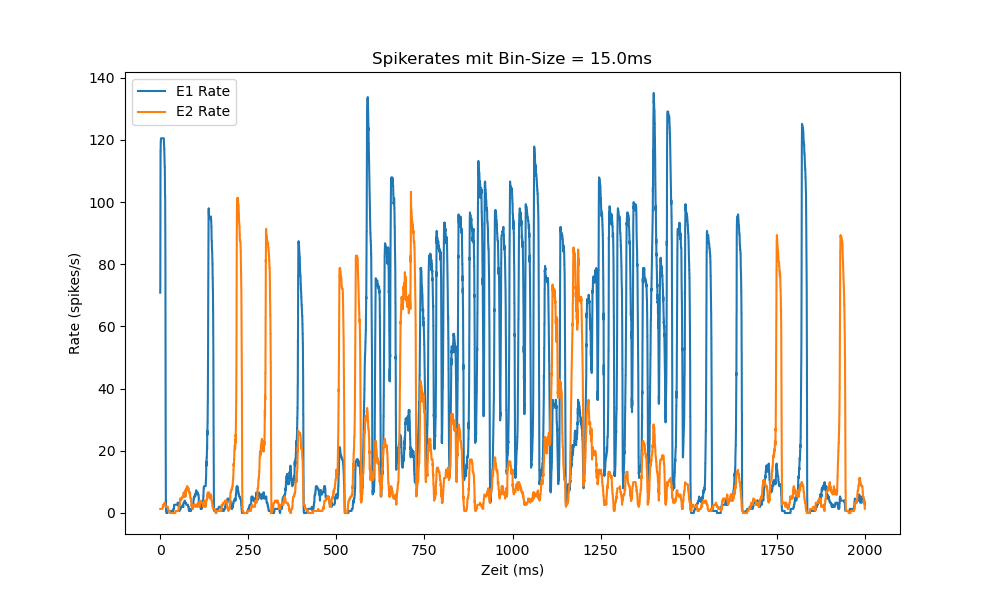 Spikerates mit Bin-Size = 15.0ms
E1 Rate
E2 Rate
Rate (spikes/s)
140
120
100
80
60
40
20
0
0 250 500 750 1000 1250 1500 1750 2000
Zeit (ms)